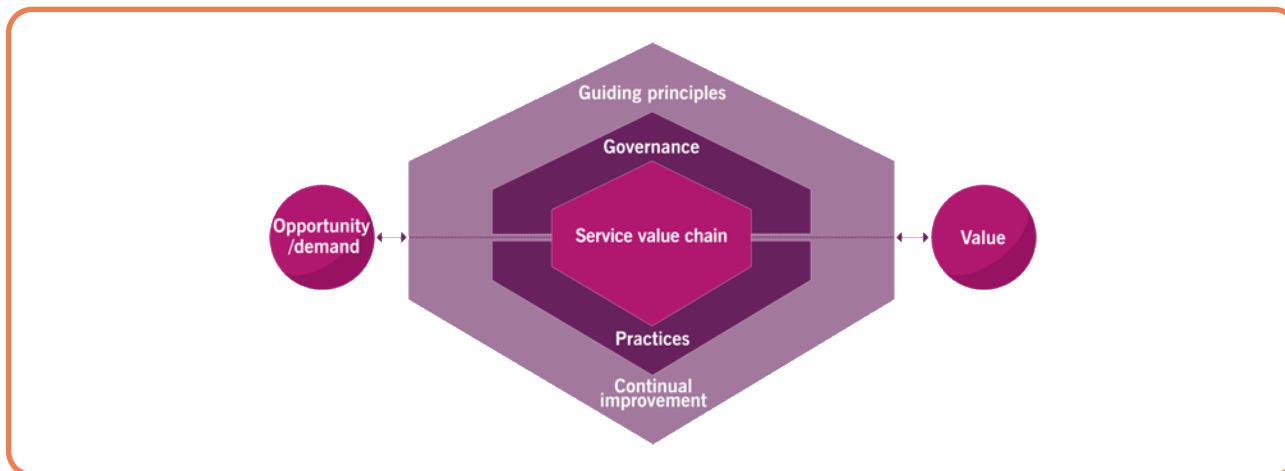 Guiding principles
Governance
Opportunity
/demand
Service value chain
Value
Practices
Continual
improvement